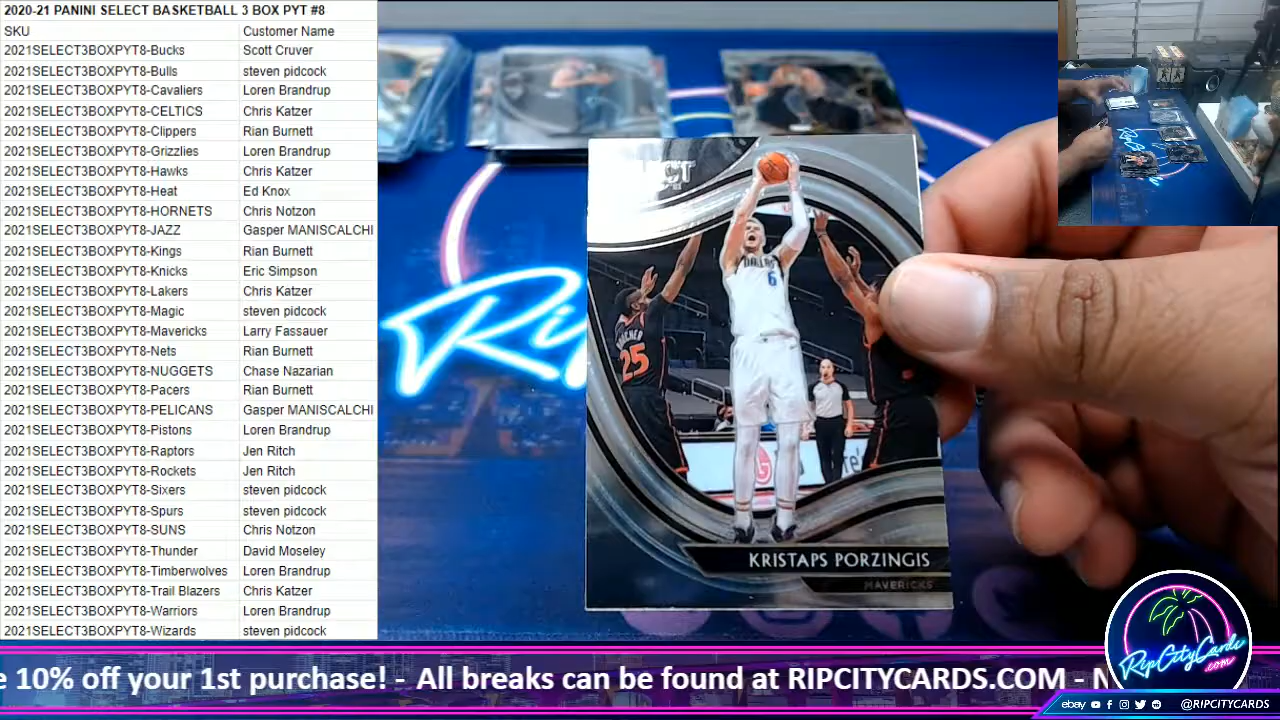 2020-21 PANINI SELECT BASKETBALL 3 BOX PYT #8
SKU Customer Name
2021SELECT3BOXPYT8-Bucks Scott Cruver
2021SELECT3BOXPYT8-Bulls steven pidcock
2021SELECT3BOXPYT8-Cavaliers Loren Brandrup
2021SELECT3BOXPYT8-CELTICS Chris Katzer
2021SELECT3BOXPYT8-Clippers Rian Burnett
2021SELECT3BOXPYT8-Grizzlies Loren Brandrup
2021SELECT3BOXPYT8-Hawks Chris Katzer
2021SELECT3BOXPYT8-Heat Ed Knox
2021SELECT3BOXPYT8-HORNETS Chris Notzon
2021SELECT3BOXPYT8-JAZZ Gasper MANISCALCHI
2021SELECT3BOXPYT8-Kings Rian Burnett
2021SELECT3BOXPYT8-Knicks Eric Simpson
2021SELECT3BOXPYT8-Lakers Chris Katzer
2021SELECT3BOXPYT8-Magic steven pidcock
2021SELECT3BOXPYT8-Mavericks Larry Fassauer
2021SELECT3BOXPYT8-Nets Rian Burnett
2021SELECT3BOXPYT8-NUGGETS Chase Nazarian
2021SELECT3BOXPYT8-Pacers Rian Burnett
2021SELECT3BOXPYT8-PELICANS Gasper MANISCALCHI
2021SELECT3BOXPYT8-Pistons Loren Brandrup
2021SELECT3BOXPYT8-Raptors Jen Ritch
2021SELECT3BOXPYT8-Rockets Jen Ritch
2021SELECT3BOXPYT8-Sixers steven pidcock
2021SELECT3BOXPYT8-Spurs steven pidcock
2021SELECT3BOXPYT8-SUNS Chris Notzon
2021SELECT3BOXPYT8-Thunder David Moseley
2021SELECT3BOXPYT8-Timberwolves Loren Brandrup
2021SELECT3BOXPYT8-Trail Blazers Chris Katzer
2021SELECT3BOXPYT8-Warriors Loren Brandrup
2021SELECT3BOXPYT8-Wizards steven pidcock
DALLAS
6
25
Rip
KRISTAPS PORZINGIS
MAVERICKS
RipCityCards
.com
e 10% off your 1st purchase! - All breaks can be found at RIPCITYCARDS.COM - N
ebay @RIPCITYCARDS